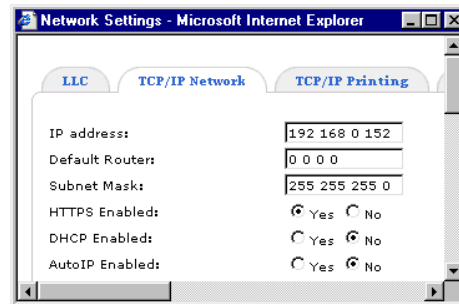 Network Settings - Microsoft Internet Explorer
LLC TCP/IP Network TCP/IP Printing
IP address: 192 168 0 152
Default Router: 0 0 0 0
Subnet Mask: 255 255 255 0
HTTPS Enabled: Yes No
DHCP Enabled: Yes No
AutoIP Enabled: Yes No